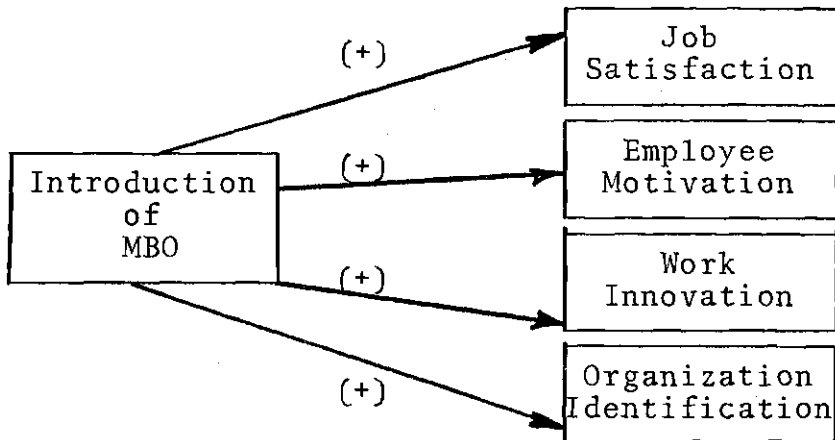 (+)
Job
Satisfaction
(+)
Employee
Motivation
Introduction
of
MBO
(+)
Work
Innovation
(+)
Organization
Identification